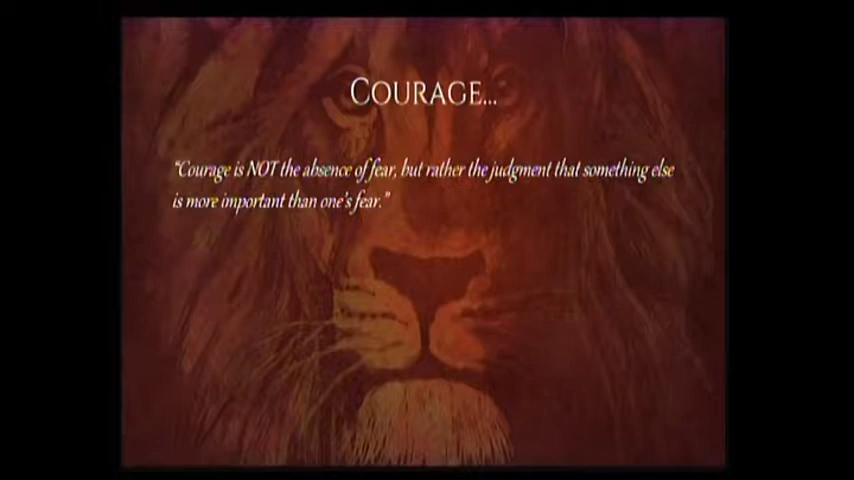 COURAGE...
“Courage is NOT the absence of fear, but rather the judgment that something else
is more important than one’s fear.”